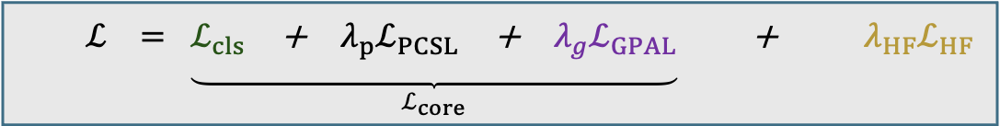 ℒ = ℒcls + λpℒPCSL + λgℒGPAL + λHFℒHF
ℒcore